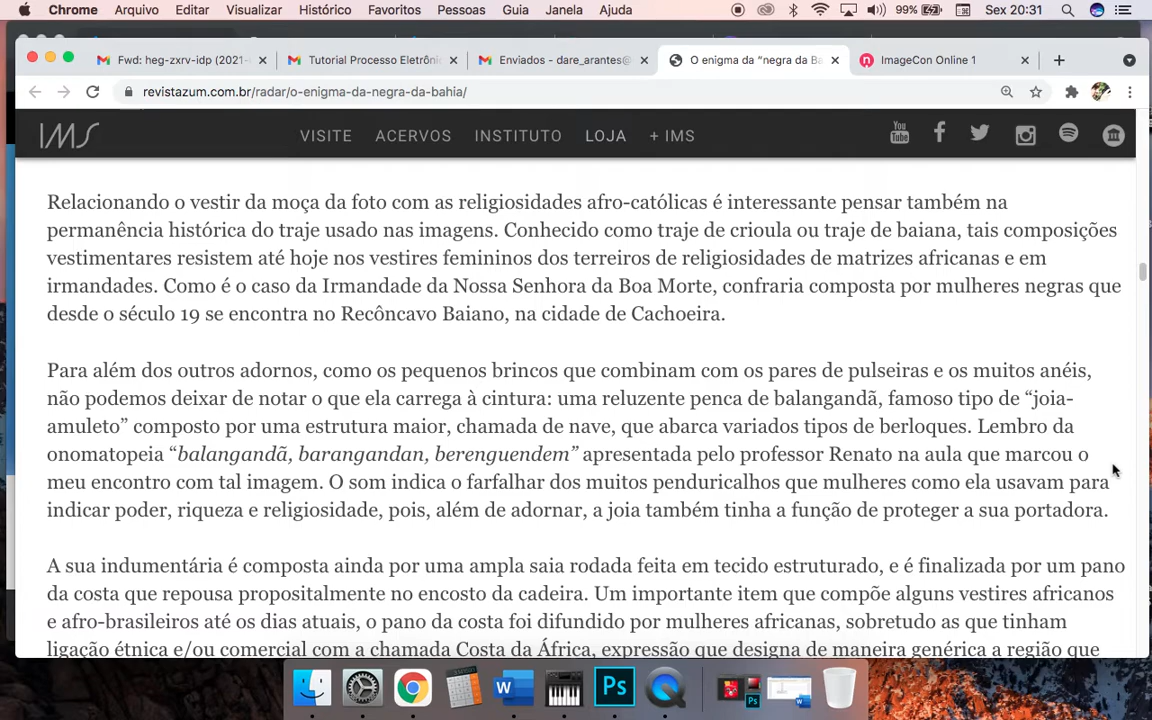 Chrome Arquivo Editar Visualizar Histórico Favoritos Pessoas Guia Janela Ajuda 99% Sex 20:31
Fwd: heg-zxrv-idp (2021- Tutorial Processo Eletrôni Enviados - dare_arantes@ O enigma da “negra da Ba ImageCon Online 1
revistazum.com.br/radar/o-enigma-da-negra-da-bahia/
IMS VISITE ACERVOS INSTITUTO LOJA + IMS You Tube
Relacionando o vestir da moça da foto com as religiosidades afro-católicas é interessante pensar também na
permanência histórica do traje usado nas imagens. Conhecido como traje de crioula ou traje de baiana, tais composições
vestimentares resistem até hoje nos vestires femininos dos terreiros de religiosidades de matrizes africanas e em
irmandades. Como é o caso da Irmandade da Nossa Senhora da Boa Morte, confraria composta por mulheres negras que
desde o século 19 se encontra no Recôncavo Baiano, na cidade de Cachoeira.
Para além dos outros adornos, como os pequenos brincos que combinam com os pares de pulseiras e os muitos anéis,
não podemos deixar de notar o que ela carrega à cintura: uma reluzente penca de balangandã, famoso tipo de “joia-
amuleto” composto por uma estrutura maior, chamada de nave, que abarca variados tipos de berloques. Lembro da
onomatopeia “balangandã, barangandan, berenguendem” apresentada pelo professor Renato na aula que marcou o
meu encontro com tal imagem. O som indica o farfalhar dos muitos penduricalhos que mulheres como ela usavam para
indicar poder, riqueza e religiosidade, pois, além de adornar, a joia também tinha a função de proteger a sua portadora.
A sua indumentária é composta ainda por uma ampla saia rodada feita em tecido estruturado, e é finalizada por um pano
da costa que repousa propositalmente no encosto da cadeira. Um importante item que compõe alguns vestires africanos
e afro-brasileiros até os dias atuais, o pano da costa foi difundido por mulheres africanas, sobretudo as que tinham
ligação étnica e/ou comercial com a chamada Costa da África, expressão que designa de maneira genérica a região que
W Ps